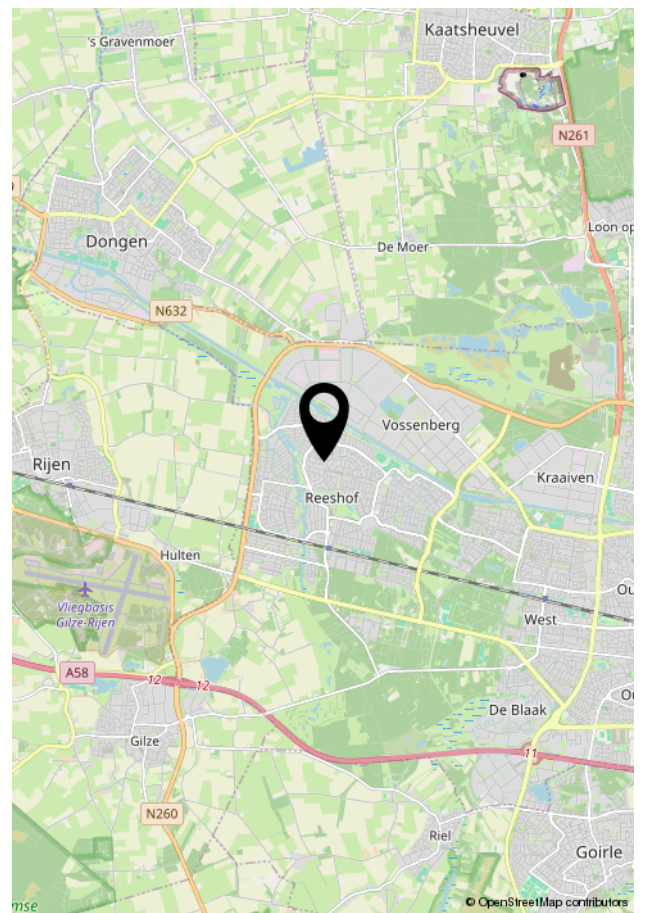 Kaatsheuvel
's Gravenmoer
N261
Loon op
De Moer
Dongen
N632
Vossenberg
Rijen
Kraaiven
Reeshof
Hulten
Vliegbasis
Gilze-Rijen
West
A58
12
12
De Blaak
Gilze
11
N260
Riel
Goirle
© OpenStreetMap contributors